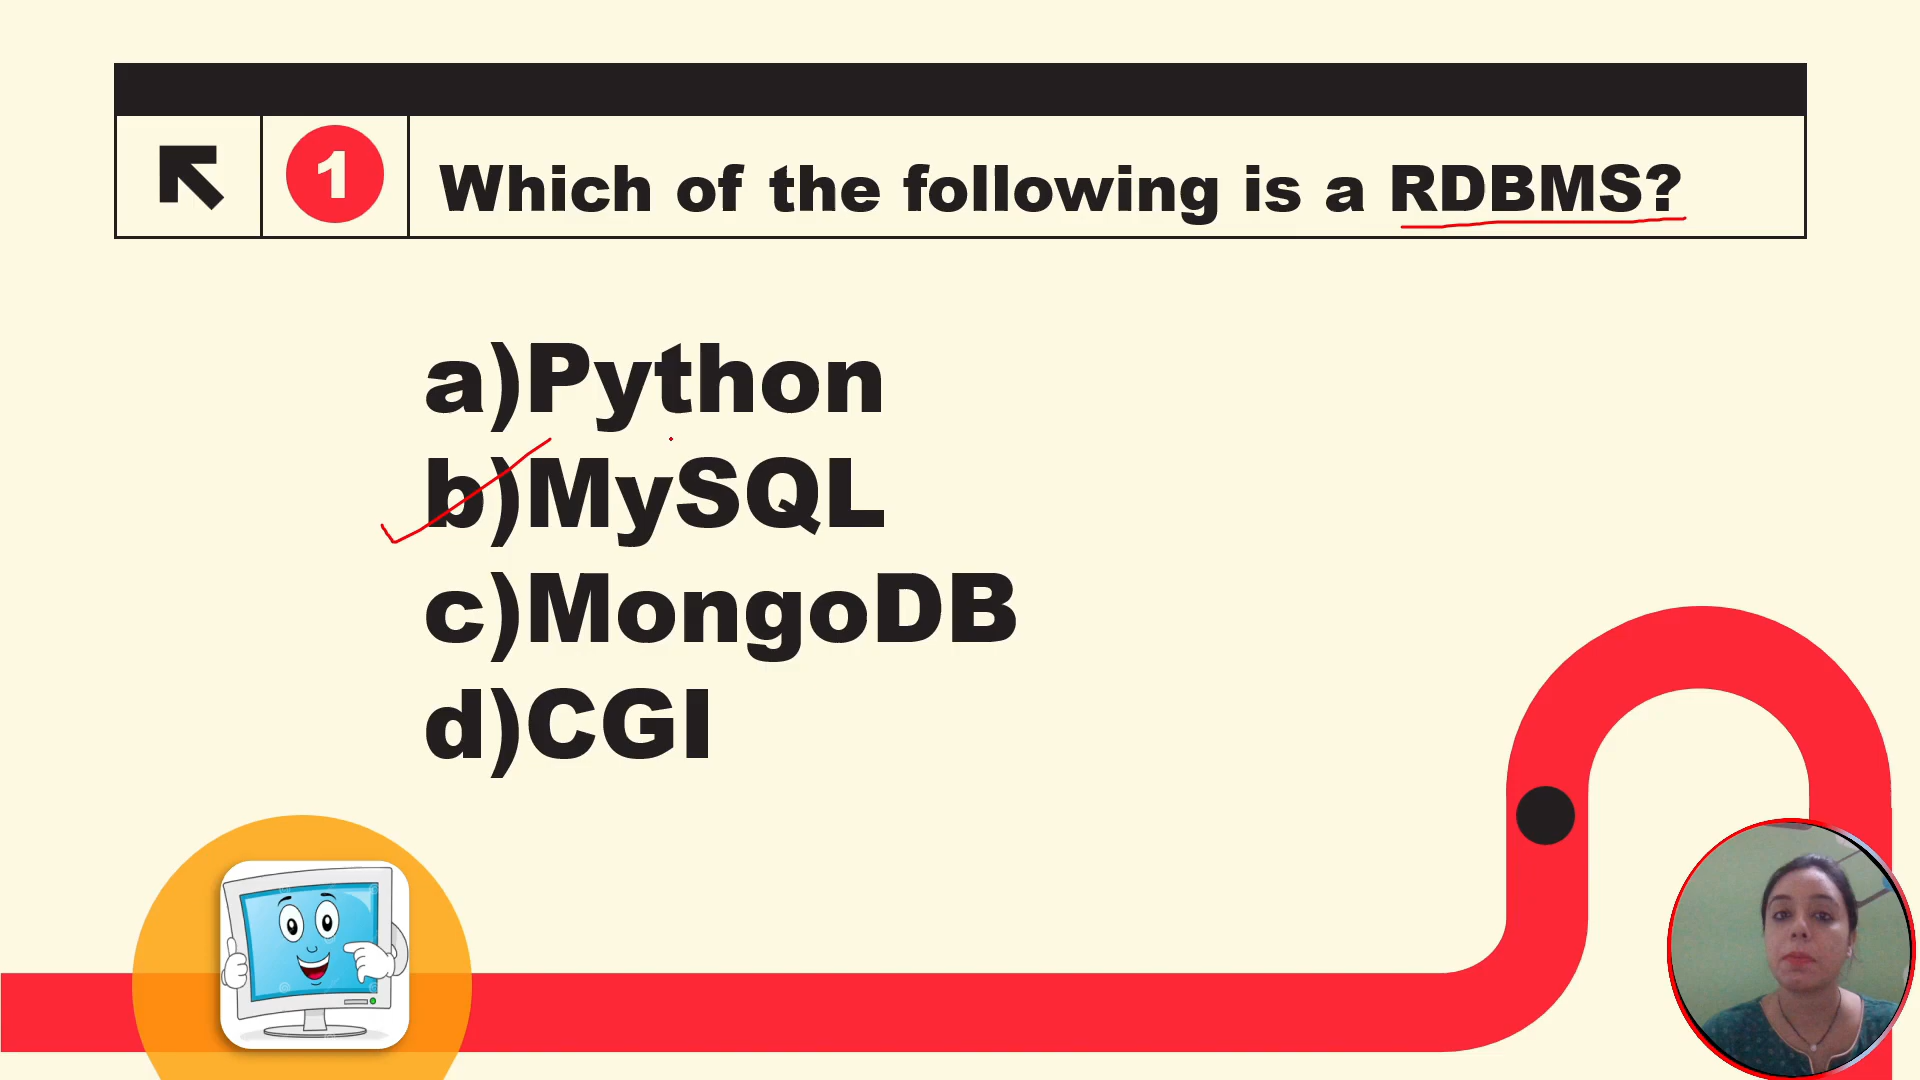 1
Which of the following is a RDBMS?
a)Python
b)MySQL
c)MongoDB
d)CGI